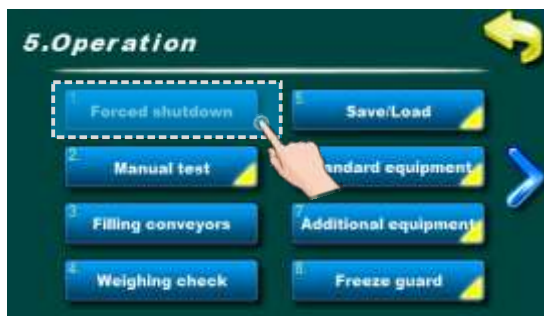 5.Operation
1. Forced shutdown
5. Save/Load
2. Manual test
andard equipment
3. Filling conveyors
7. Additional equipment
4. Weighing check
8. Freeze guard